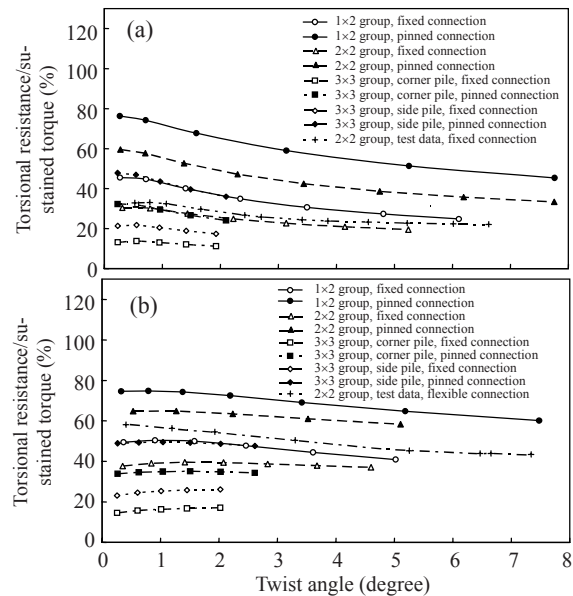 (a)
120
80
60
40
20
0
Torsional resistance/su-
stained torque (%)
1×2 group, fixed connection
1×2 group, pinned connection
2×2 group, fixed connection
2×2 group, pinned connection
3×3 group, corner pile, fixed connection
3×3 group, corner pile, pinned connection
3×3 group, side pile, fixed connection
3×3 group, side pile, pinned connection
2×2 group, test data, fixed connection
(b)
120
80
60
40
20
0
Torsional resistance/su-
stained torque (%)
1×2 group, fixed connection
1×2 group, pinned connection
2×2 group, fixed connection
2×2 group, pinned connection
3×3 group, corner pile, fixed connection
3×3 group, corner pile, pinned connection
3×3 group, side pile, fixed connection
3×3 group, side pile, pinned connection
2×2 group, test data, flexible connection
0 1 2 3 4 5 6 7 8
Twist angle (degree)